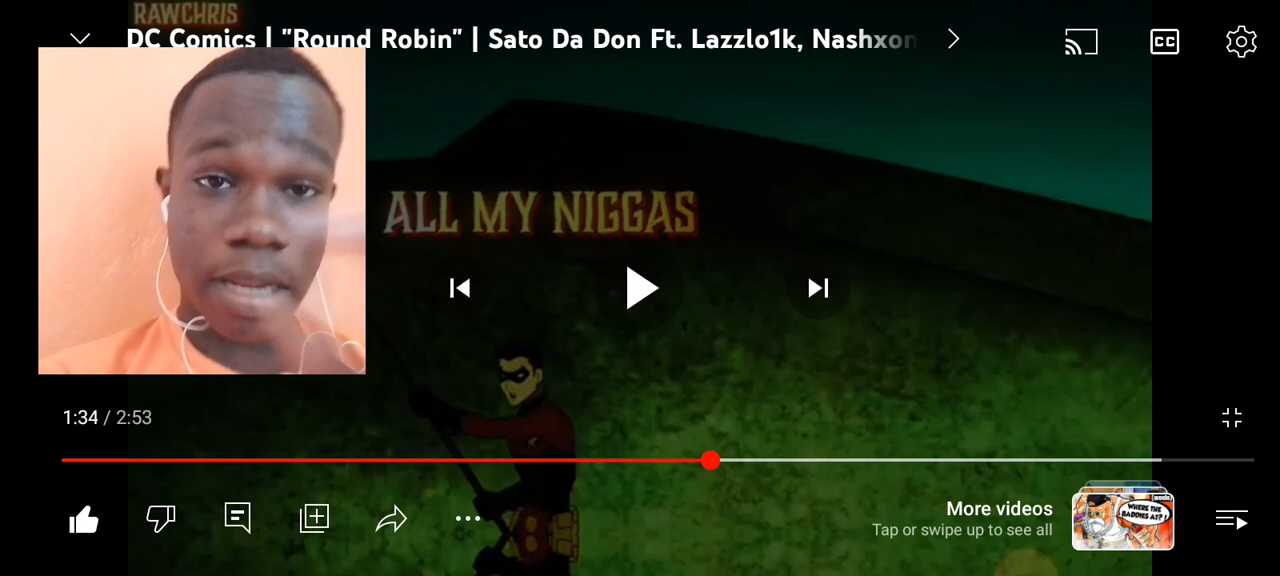 RAWCHRIS
DC Comics | "Round Robin" | Sato Da Don Ft. Lazzlo1k, Nashxon
CC
ALL MY NIGGAS
1:34 / 2:53
More videos
Tap or swipe up to see all
WHERE THE
BADDIES AT?!